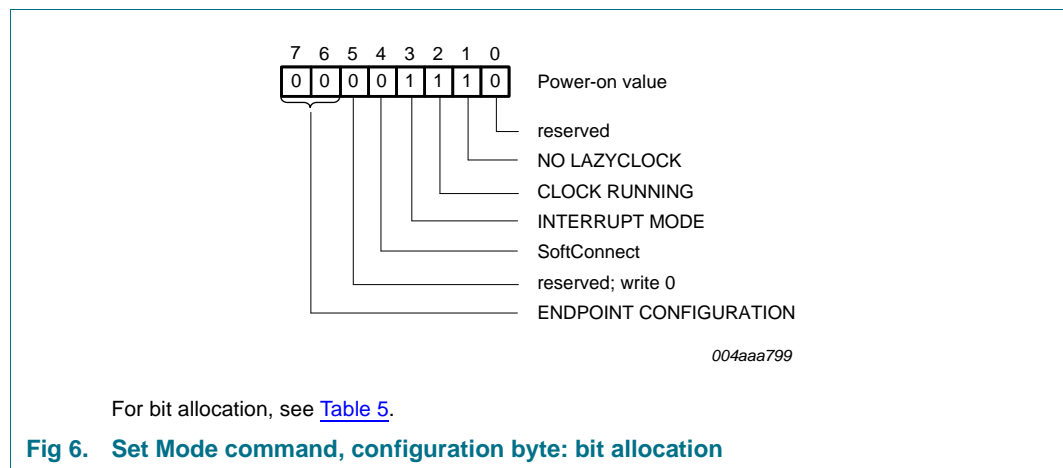 7 6 5 4 3 2 1 0
0 0 0 0 1 1 1 0 Power-on value
reserved
NO LAZYCLOCK
CLOCK RUNNING
INTERRUPT MODE
SoftConnect
reserved; write 0
ENDPOINT CONFIGURATION
004aaa799
For bit allocation, see Table 5.
Fig 6. Set Mode command, configuration byte: bit allocation